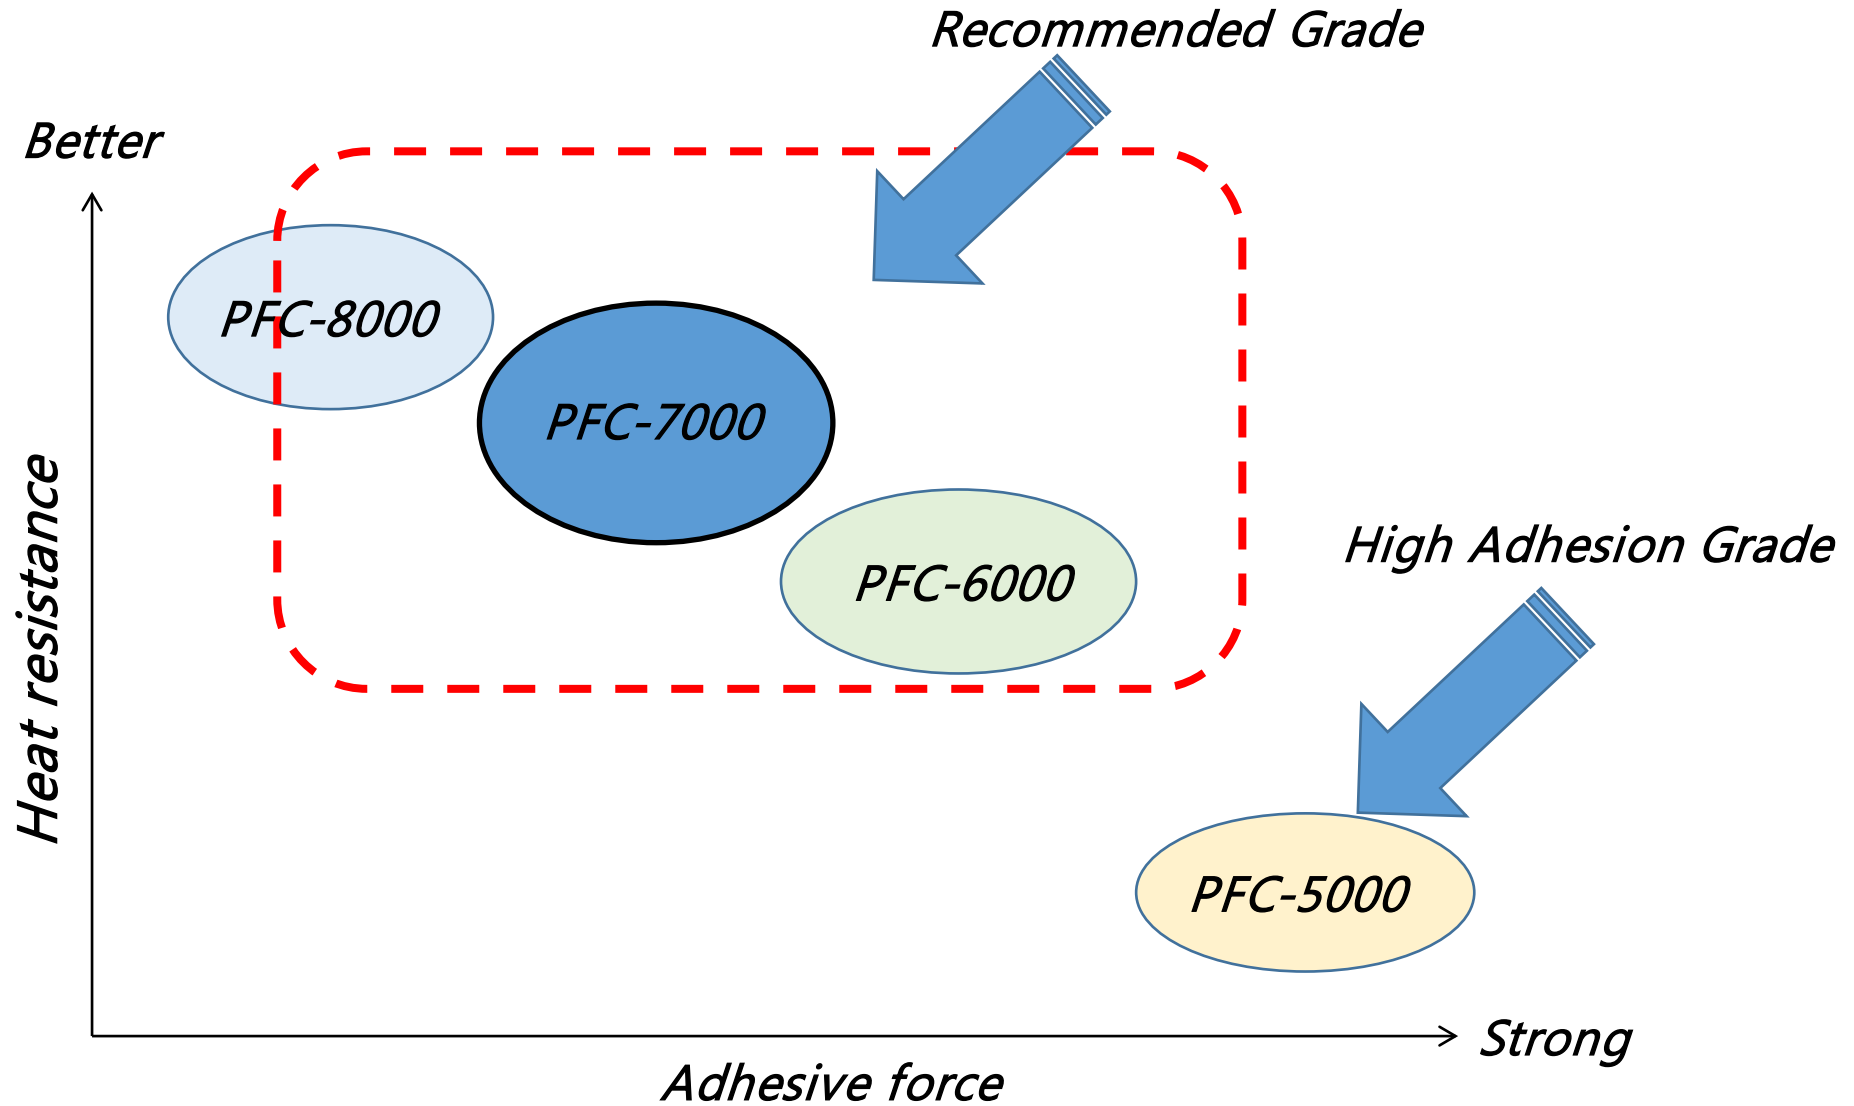 Recommended Grade
Better
PFC-8000
PFC-7000
Heat resistance
High Adhesion Grade
PFC-6000
PFC-5000
Strong
Adhesive force